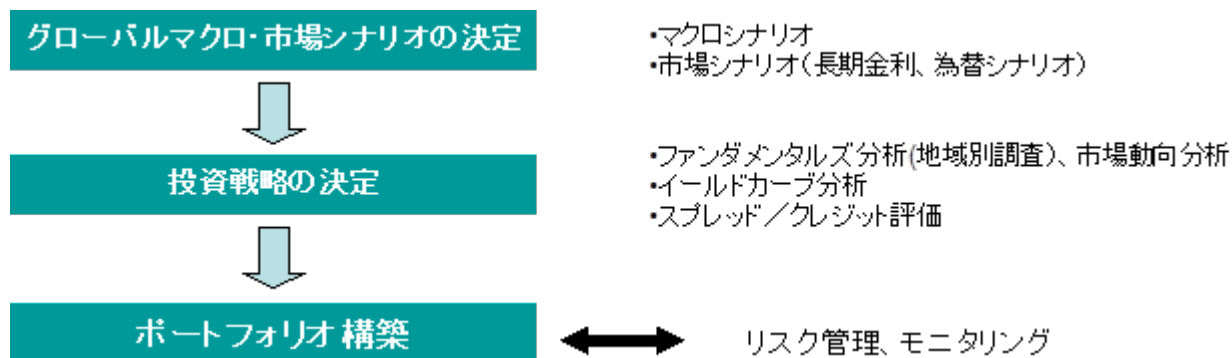 グローバルマクロ・市場シナリオの決定
・マクロシナリオ
・市場シナリオ(長期金利、為替シナリオ)
投資戦略の決定
・ファンダメンタルズ分析(地域別調査)、市場動向分析
・イールドカーブ分析
・スプレッド／クレジット評価
ポートフォリオ構築
リスク管理、モニタリング